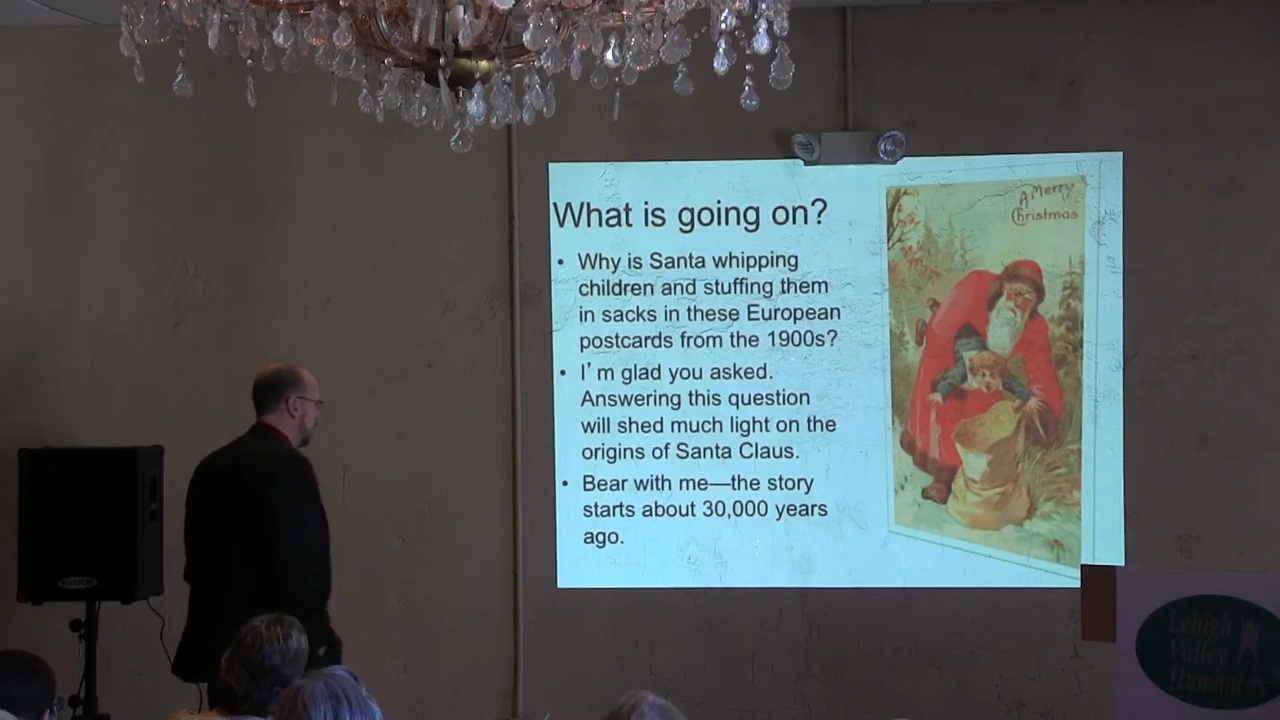 What is going on?
• Why is Santa whipping
children and stuffing them
in sacks in these European
postcards from the 1900s?
• I’m glad you asked.
Answering this question
will shed much light on the
origins of Santa Claus.
• Bear with me—the story
starts about 30,000 years
ago.
A Merry
Christmas
KUSTOM
Lehigh
Valley
Humanists